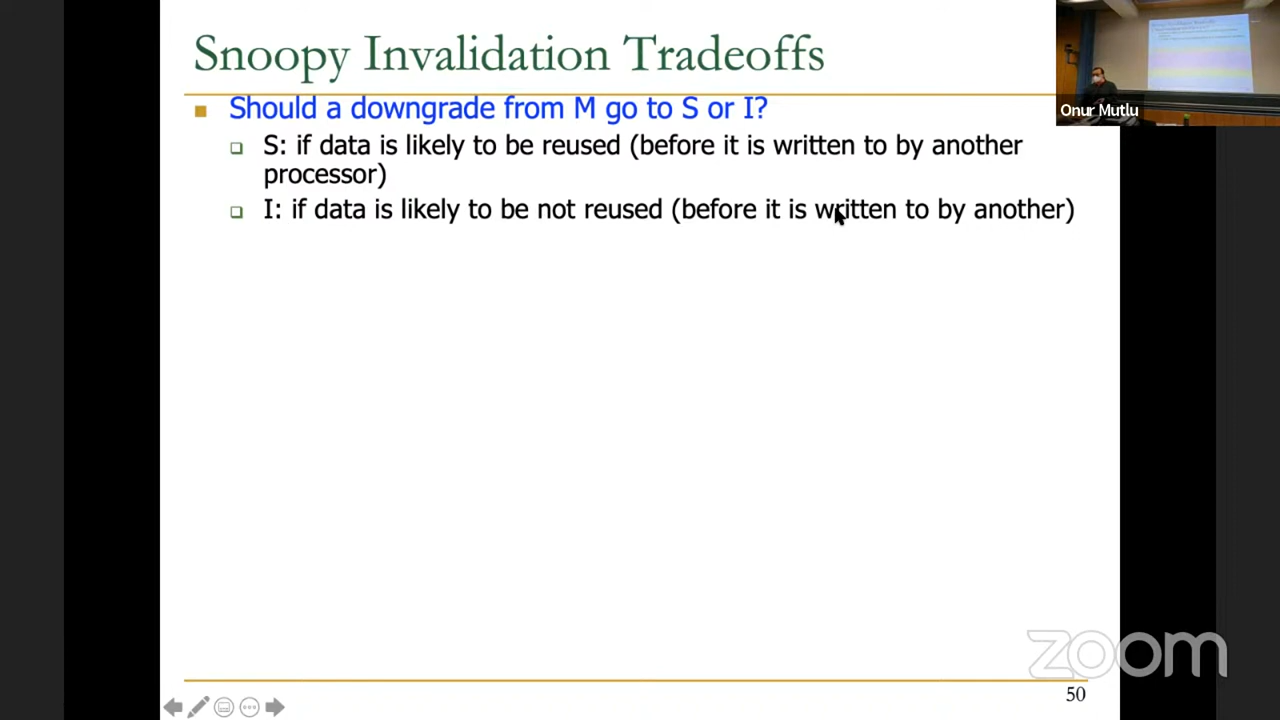 Snoopy Invalidation Tradeoffs
Should a downgrade from M go to S or I?
S: if data is likely to be reused (before it is written to by another
processor)
I: if data is likely to be not reused (before it is written to by another)
Onur Mutlu
zoom
50